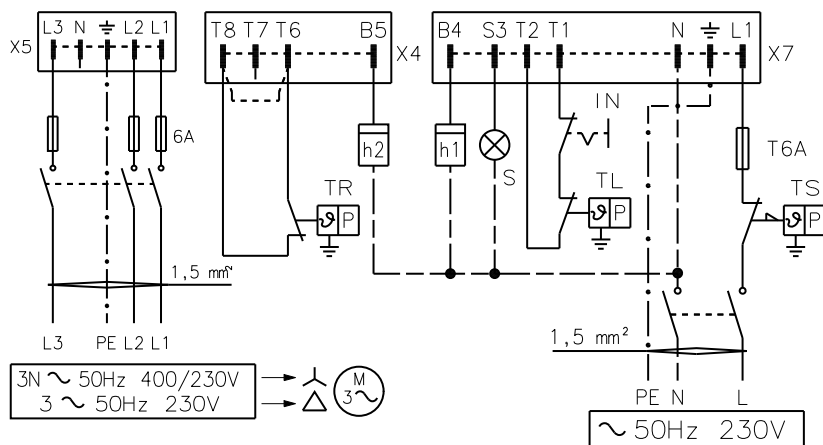 L3 N L2 L1
X5
6A
1,5 mm²
L3 PE L2 L1
3N ~ 50Hz 400/230V
3 ~ 50Hz 230V
M
3~
T8 T7 T6 B5
X4
h2
TR
ϑ P
B4 S3 T2 T1 N L1
X7
h1
S
IN
TL
ϑ P
T6A
TS
ϑ P
1,5 mm²
PE N L
~ 50Hz 230V